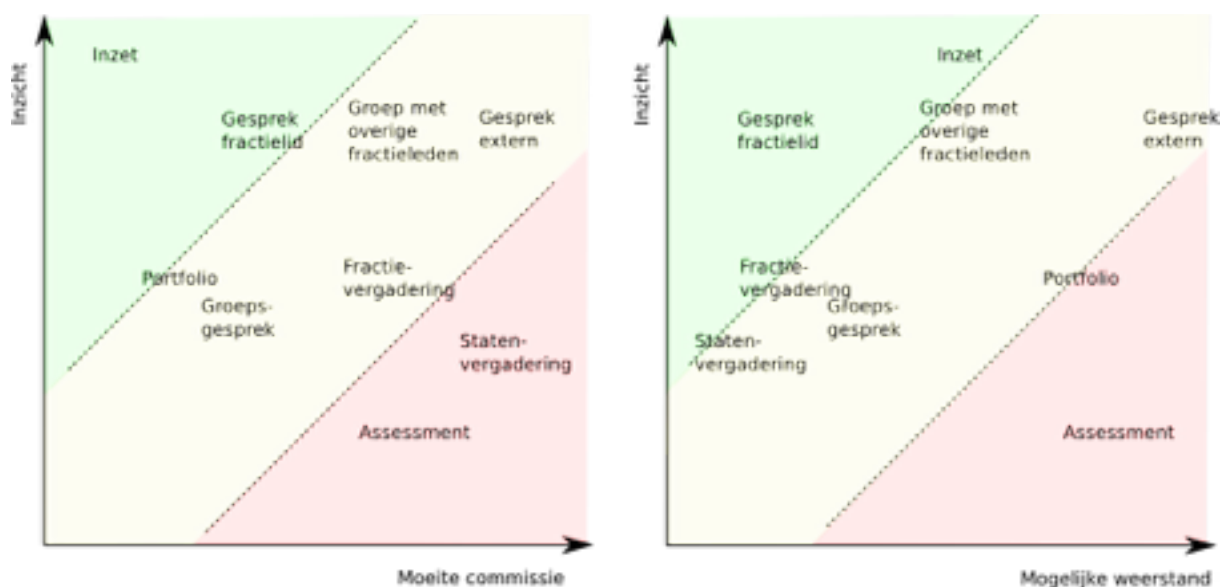 Inzicht
Inzet
Gesprek
fractielid
Groep met
overige
fractieleden
Gesprek
extern
Portfolio
Fractie-
vergadering
Groeps-
gesprek
Staten-
vergadering
Assessment
Moeite commissie
Inzicht
Inzet
Gesprek
fractielid
Groep met
overige
fractieleden
Gesprek
extern
Fractie-
vergadering
Portfolio
Groeps-
gesprek
Staten-
vergadering
Assessment
Mogelijke weerstand